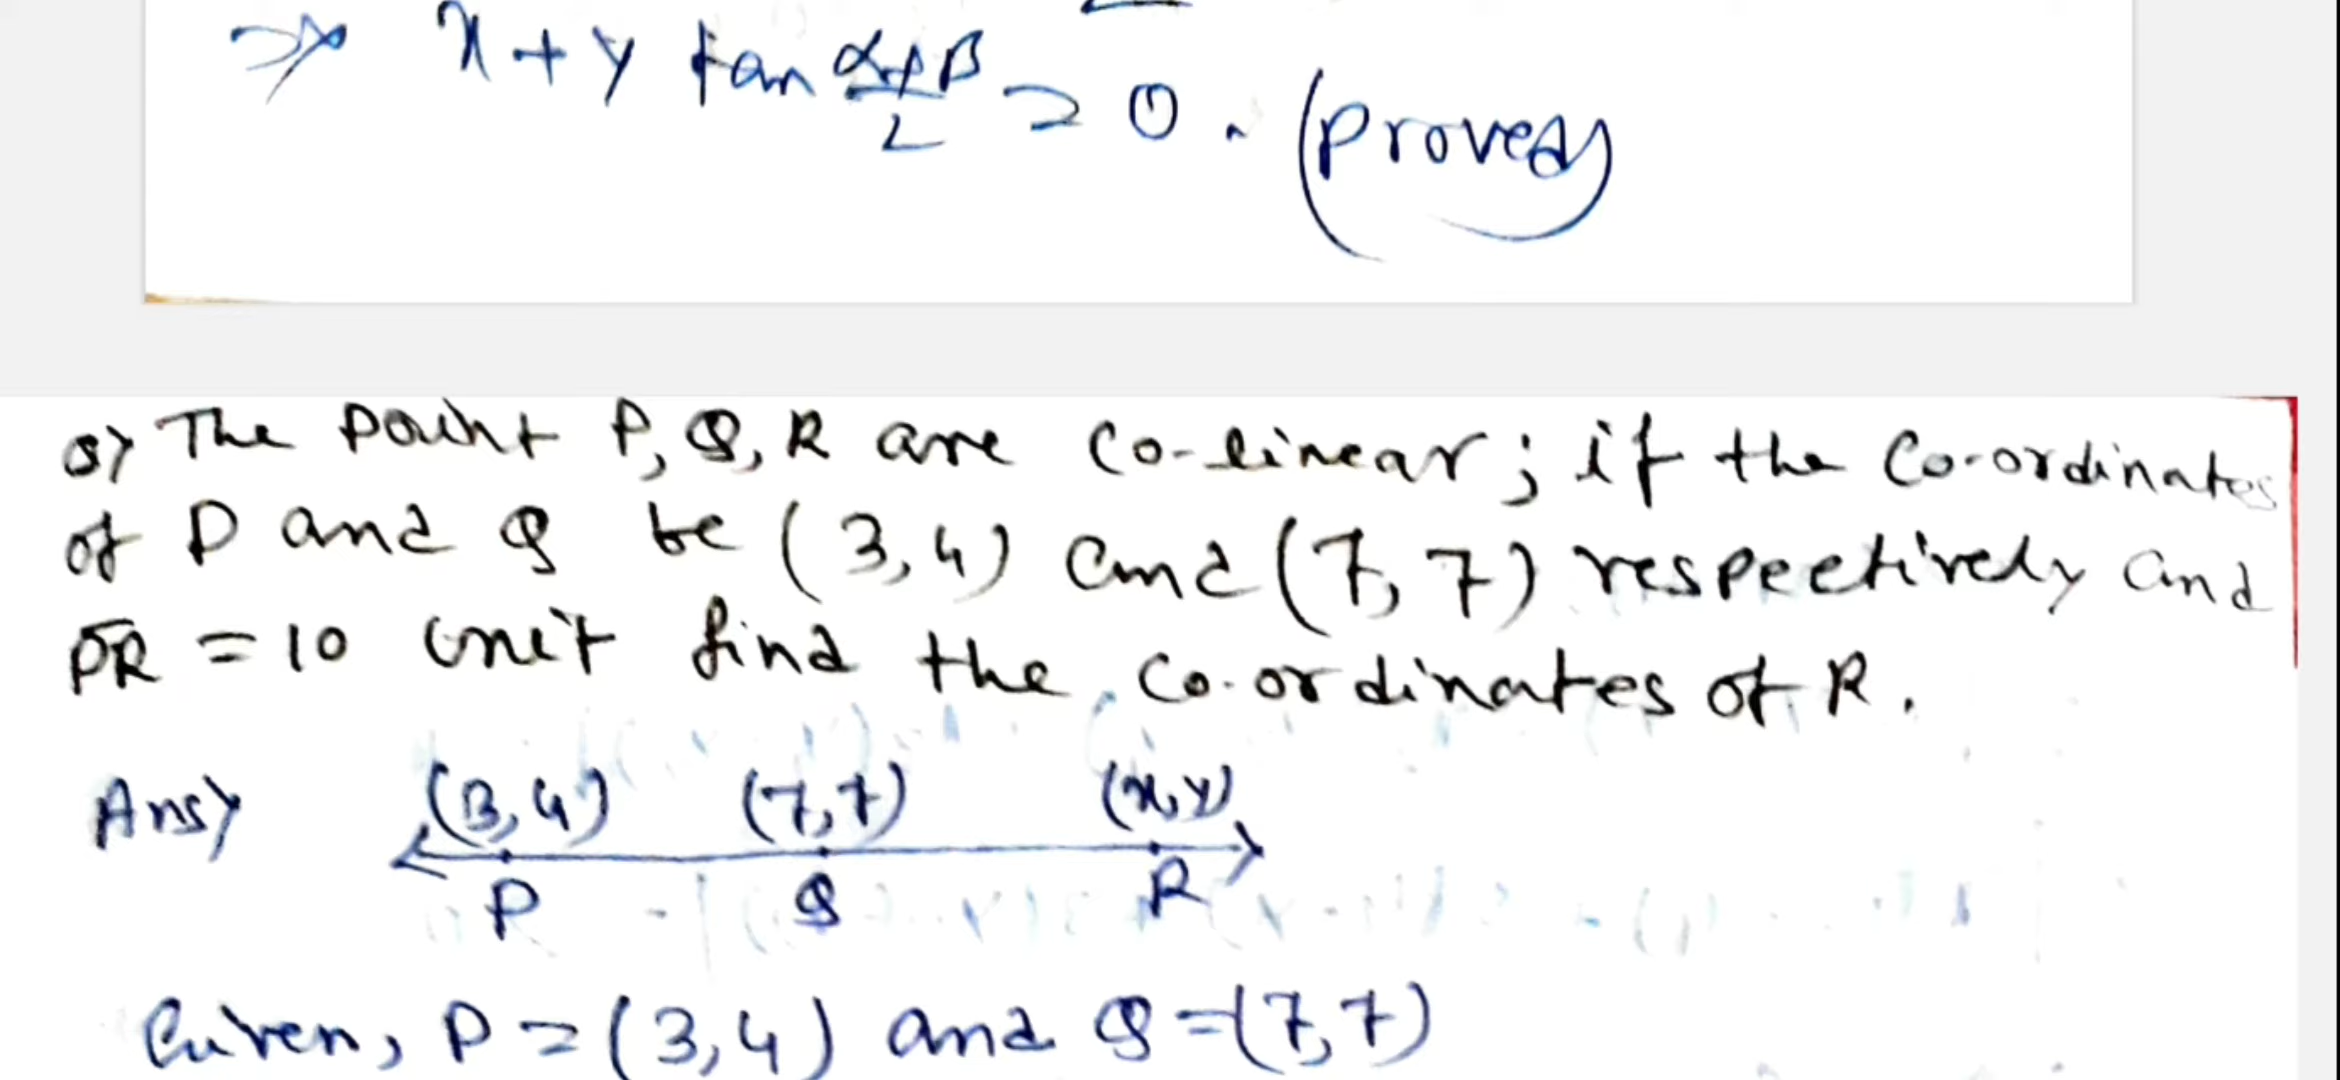 ⇒ x + y tan α+β/2 = 0. (Proved)
Q) The point P, Q, R are co-linear; if the co-ordinates
of P and Q be (3,4) and (7,7) respectively and
P̅R̅ = 10 unit find the co-ordinates of R.
Ans) (3,4) (7,7) (x,y)
P Q R
Given, P = (3,4) and Q = (7,7)